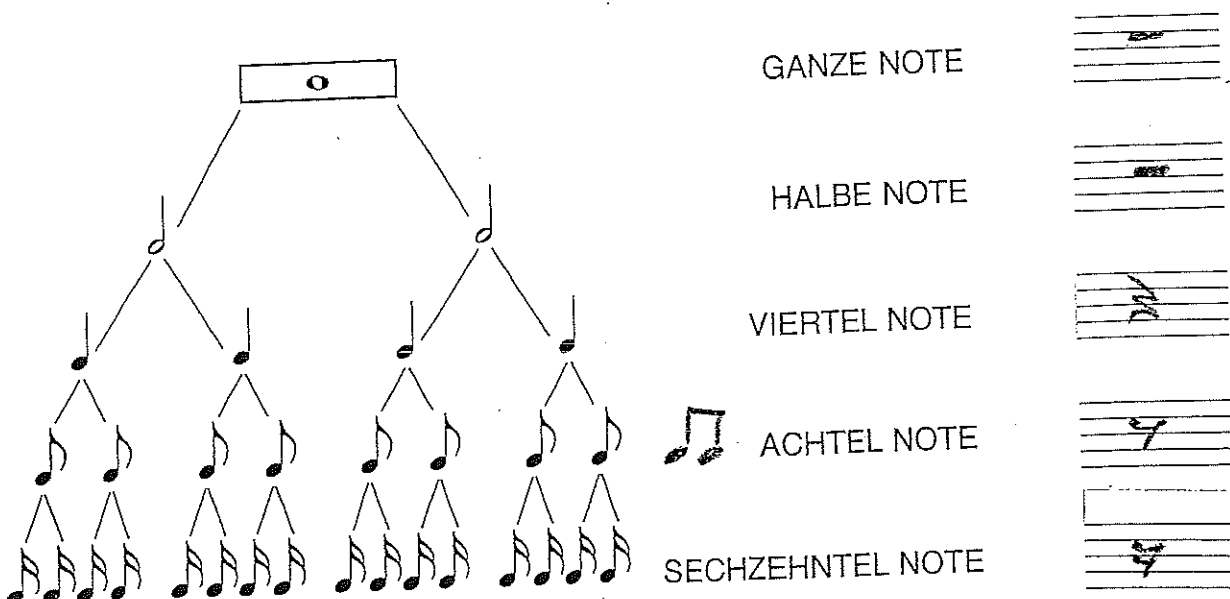 GANZE NOTE
HALBE NOTE
VIERTEL NOTE
ACHTEL NOTE
SECHZEHNTEL NOTE